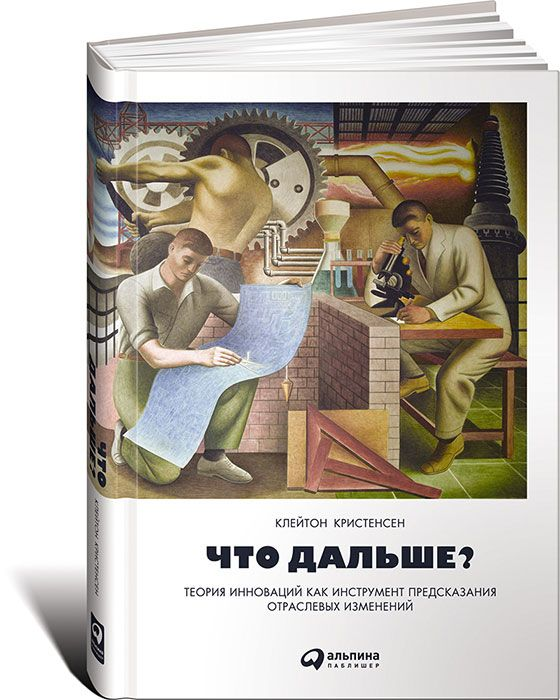 КЛЕЙТОН КРИСТЕНСЕН
ЧТО ДАЛЬШЕ?
ТЕОРИЯ ИННОВАЦИЙ КАК ИНСТРУМЕНТ ПРЕДСКАЗАНИЯ
ОТРАСЛЕВЫХ ИЗМЕНЕНИЙ
альпина
ПАБЛИШЕР
ЧТО
ДАЛЬШЕ?
КЛЕЙТОН КРИСТЕНСЕН